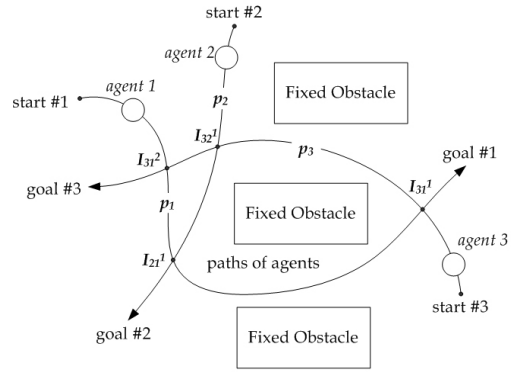 start #2
agent 2
agent 1
start #1
p2
Fixed Obstacle
I32¹
I31²
p3
goal #1
goal #3
p1
I31¹
Fixed Obstacle
agent 3
I21¹
paths of agents
start #3
goal #2
Fixed Obstacle